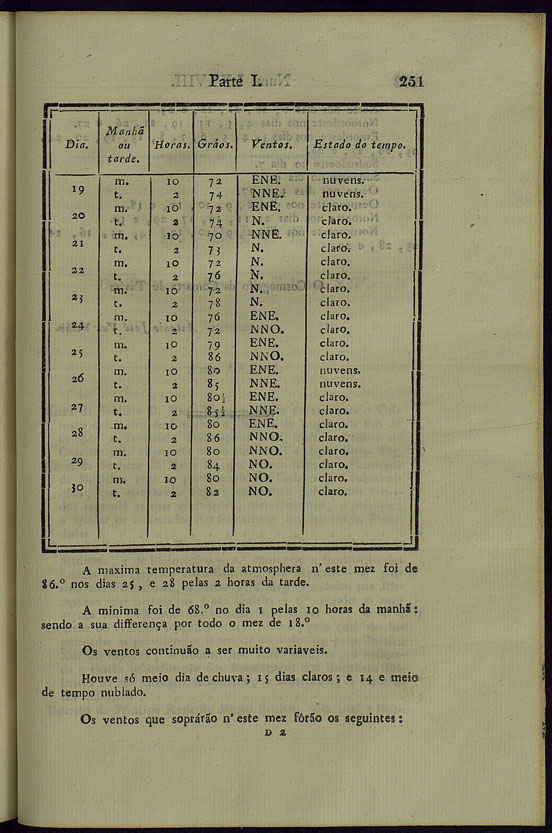 Parte I. 251
Dia. Manhã ou tarde. Horas. Gráos. Ventos. Estado do tempo.
19 m. 10 72 ENE. nuvens.
t. 2 74 NNE. nuvens.
20 m. 10 72 ENE. claro.
t. 2 74 N. claro.
21 m. 10 70 NNE. claro.
t. 2 73 N. claro.
22 m. 10 72 N. claro.
t. 2 76 N. claro.
23 m. 10 72 N. claro.
t. 2 78 N. claro.
24 m. 10 76 ENE. claro.
t. 2 72 NNO. claro.
25 m. 10 79 ENE. claro.
t. 2 86 NNO. claro.
26 m. 10 80 ENE. nuvens.
t. 2 85 NNE. nuvens.
27 m. 10 80½ ENE. claro.
t. 2 85½ NNE. claro.
28 m. 10 80 ENE. claro.
t. 2 86 NNO. claro.
29 m. 10 80 NNO. claro.
t. 2 84 NO. claro.
30 m. 10 80 NO. claro.
t. 2 82 NO. claro.
A maxima temperatura da atmosphera n'este mez foi de
86.° nos dias 25, e 28 pelas 2 horas da tarde.
A minima foi de 68.° no dia 1 pelas 10 horas da manhã:
sendo a sua differença por todo o mez de 18.°
Os ventos continuão a ser muito variaveis.
Houve só meio dia de chuva; 15 dias claros; e 14 e meio
de tempo nublado.
Os ventos que soprárão n'este mez fôrão os seguintes:
D 2